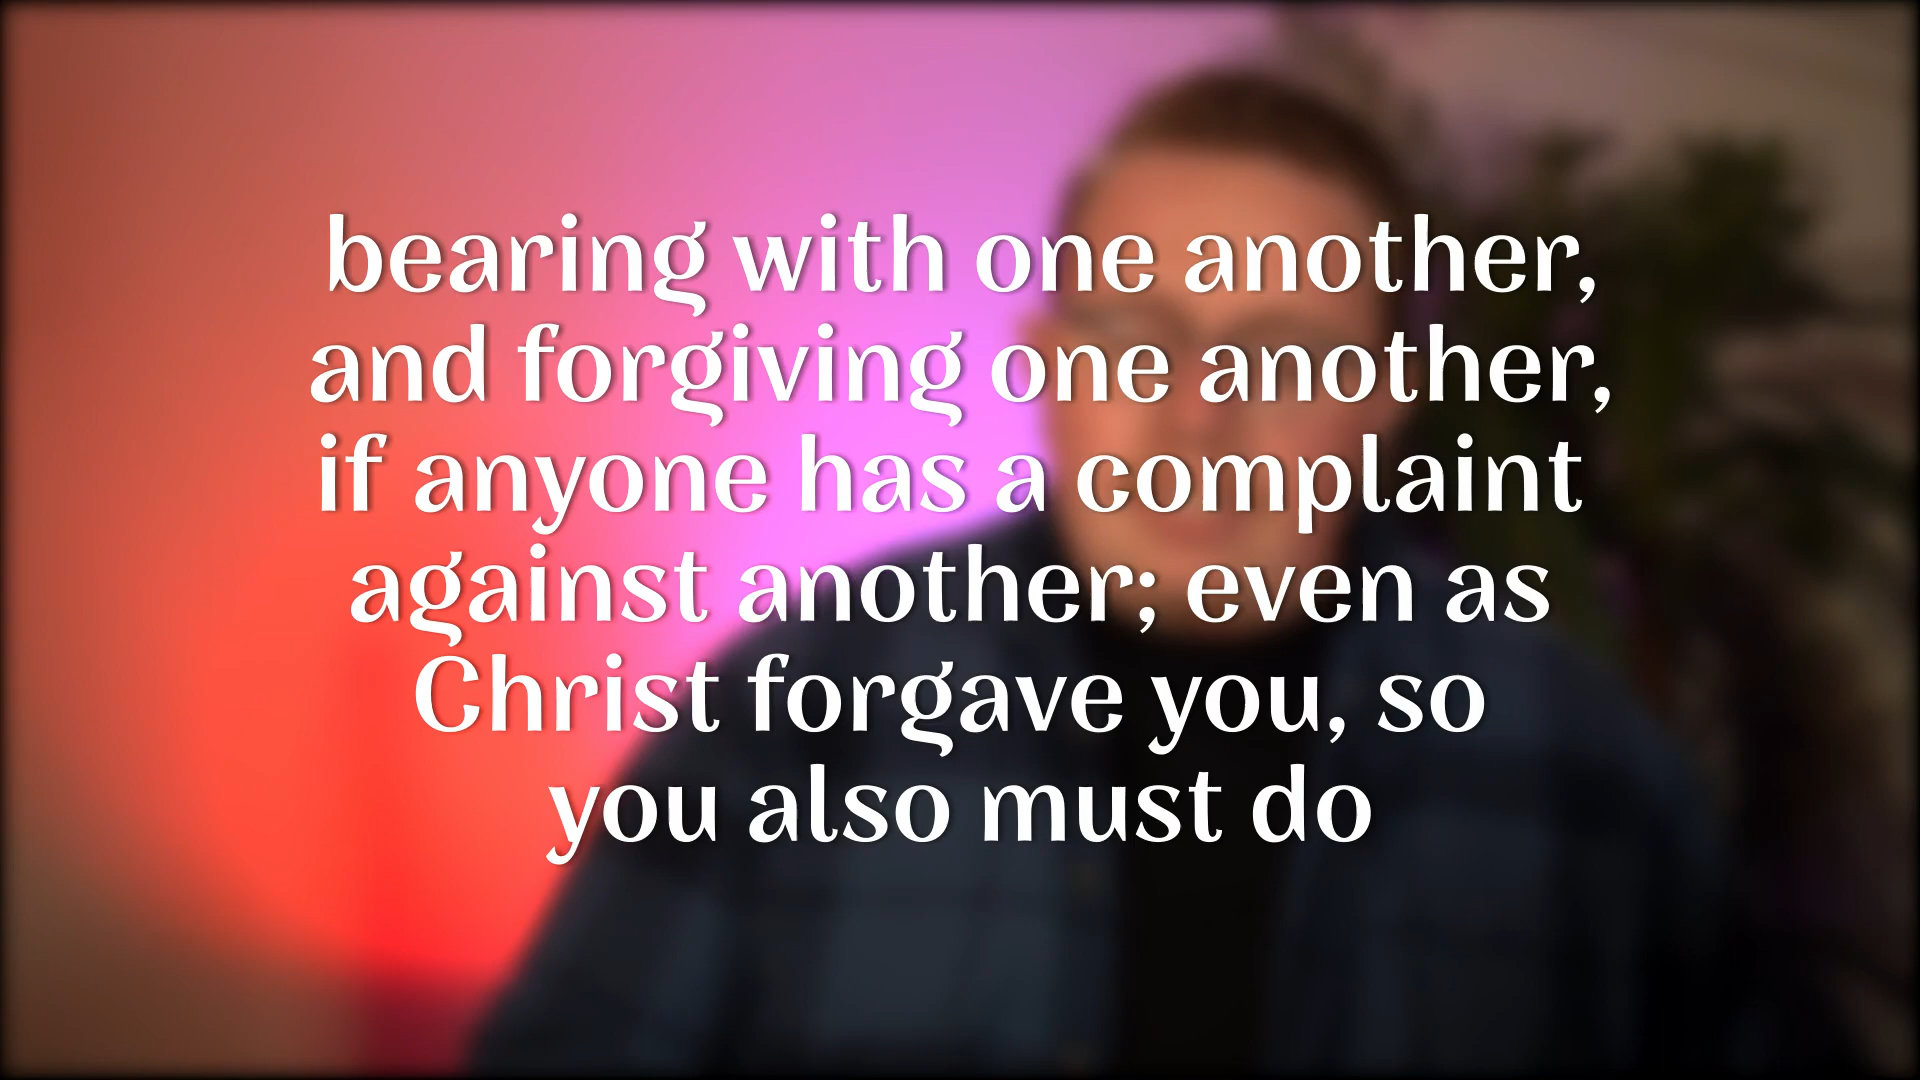 bearing with one another,
and forgiving one another,
if anyone has a complaint
against another; even as
Christ forgave you, so
you also must do